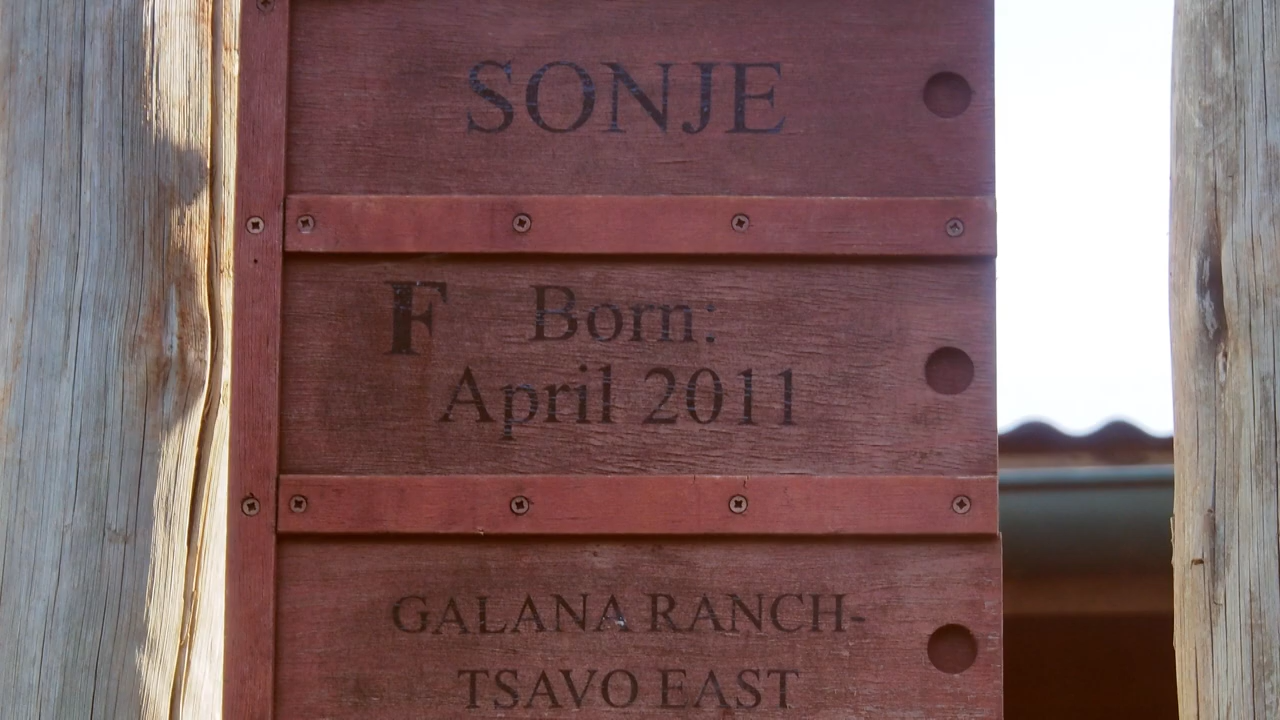 SONJE
F Born:
April 2011
GALANA RANCH-
TSAVO EAST